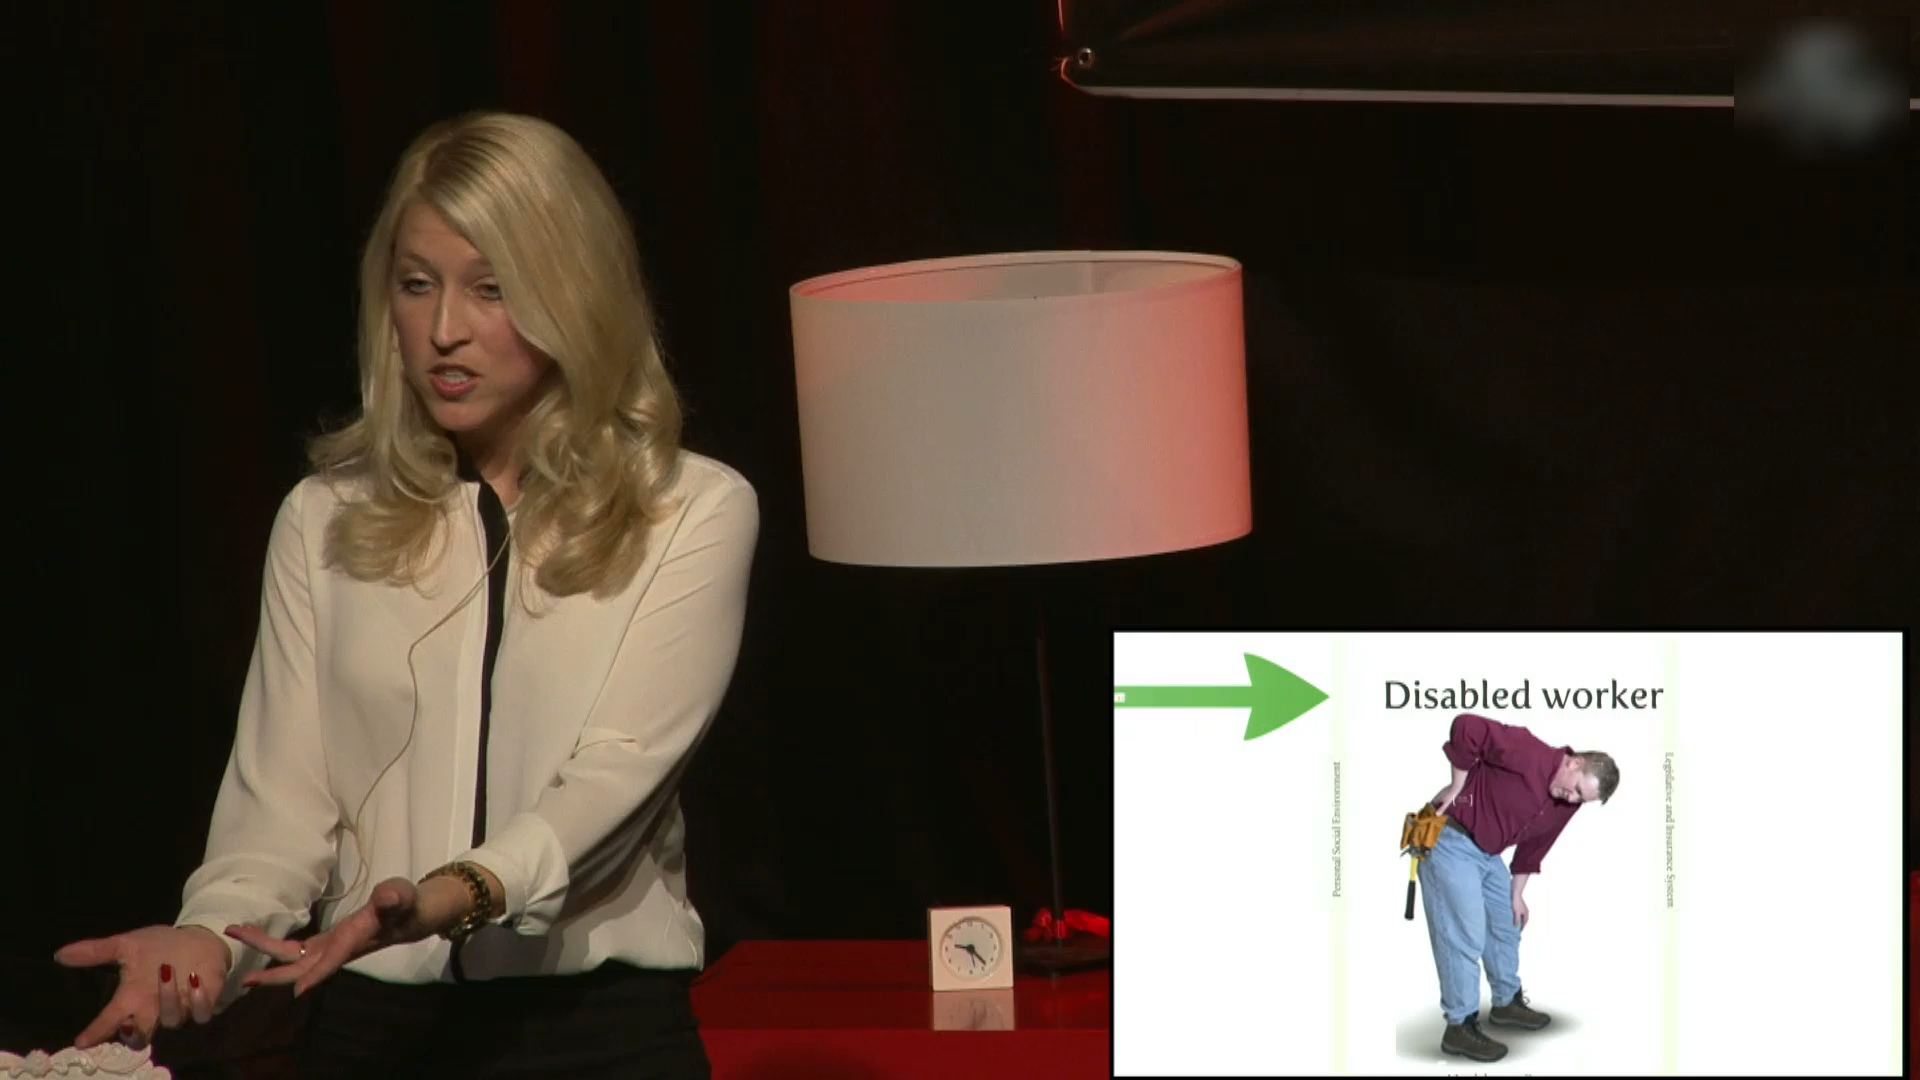 Disabled worker
Personal Social Environment
Legislative and Insurance System